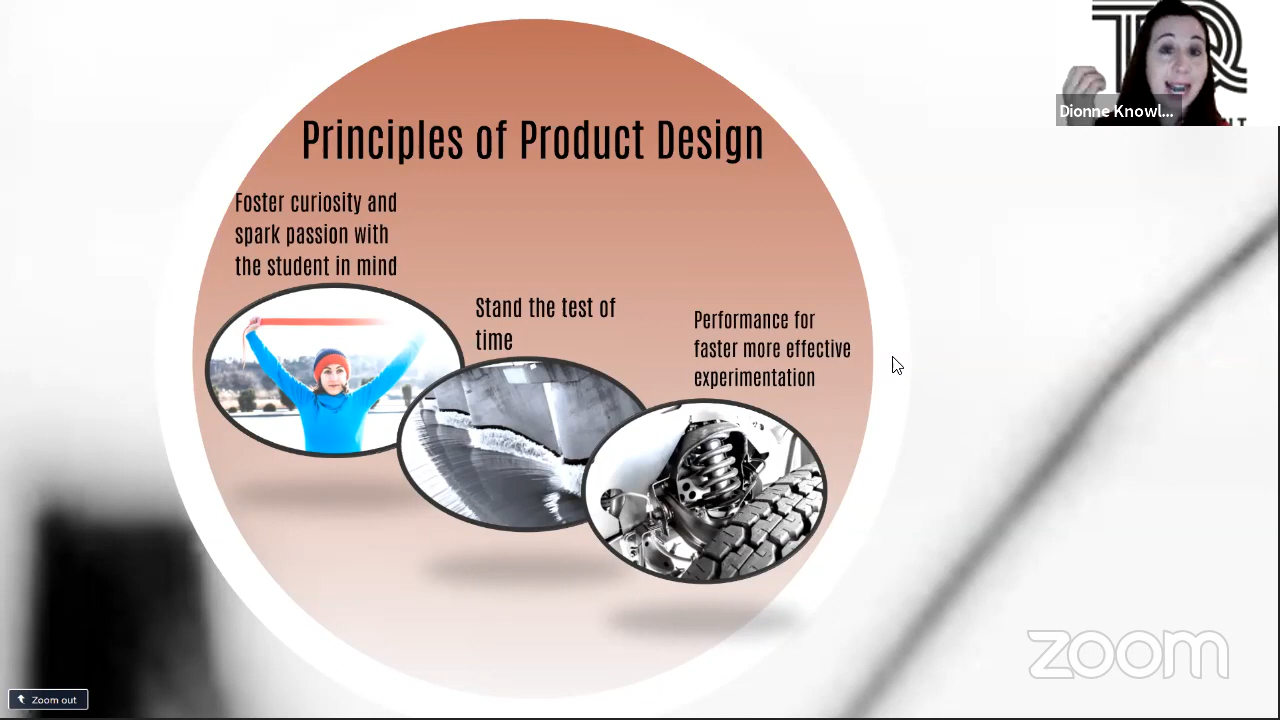 Principles of Product Design
Foster curiosity and
spark passion with
the student in mind
Stand the test of
time
Performance for
faster more effective
experimentation
Dionne Knowl...
zoom
Zoom out